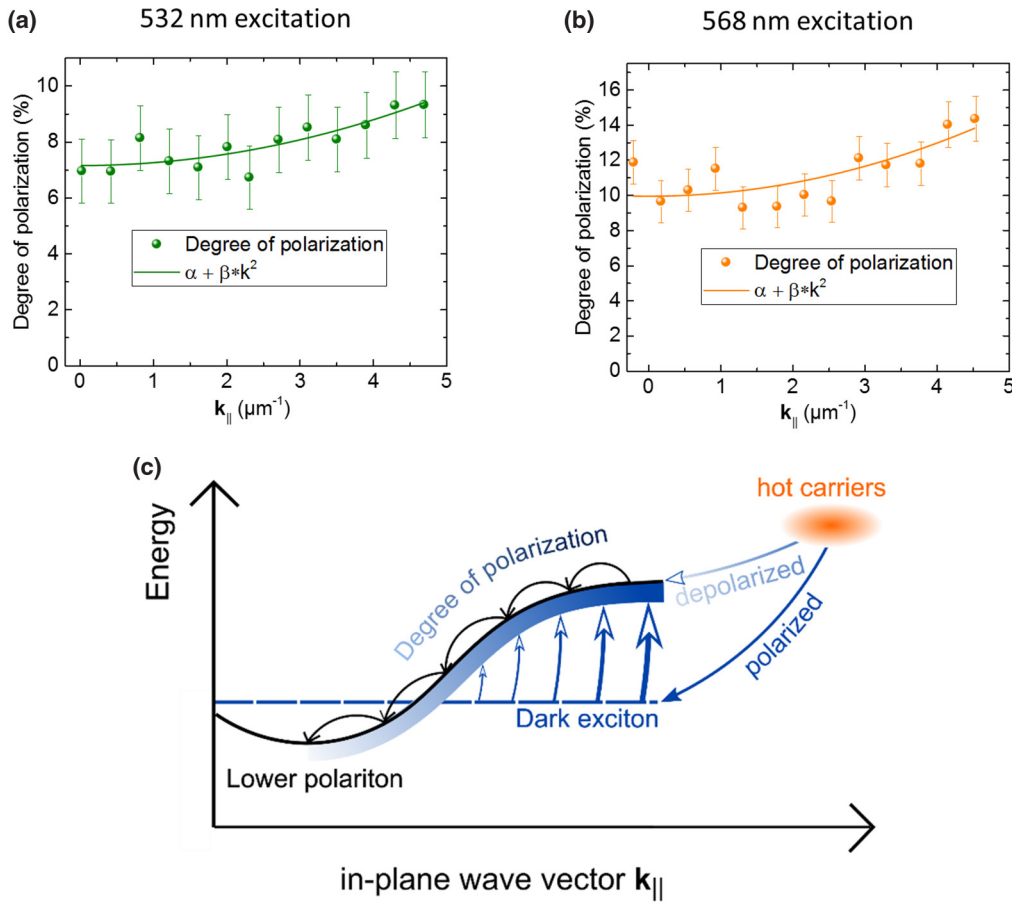 (a) 532 nm excitation
10
8
6
4
2
0
0 1 2 3 4 5
Degree of polarization (%)
k|| (µm⁻¹)
Degree of polarization
α + β*k²
(b) 568 nm excitation
16
14
12
10
8
6
4
2
0
0 1 2 3 4 5
Degree of polarization (%)
k|| (µm⁻¹)
Degree of polarization
α + β*k²
(c)
Energy
hot carriers
Degree of polarization
depolarized
polarized
Dark exciton
Lower polariton
in-plane wave vector k||